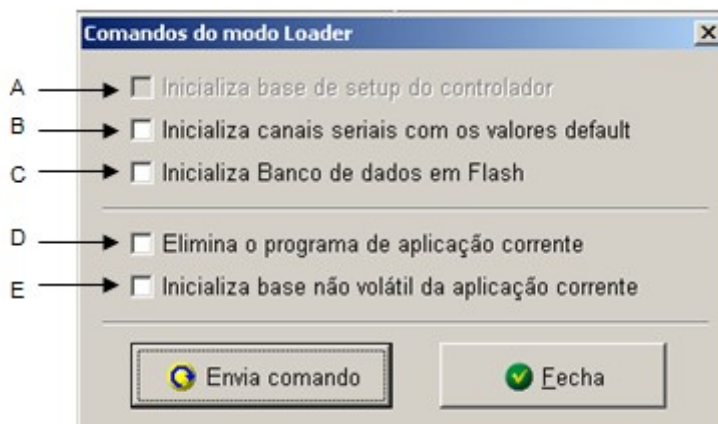 Comandos do modo Loader
A Inicializa base de setup do controlador
B Inicializa canais seriais com os valores default
C Inicializa Banco de dados em Flash
D Elimina o programa de aplicação corrente
E Inicializa base não volátil da aplicação corrente
Envia comando Fecha